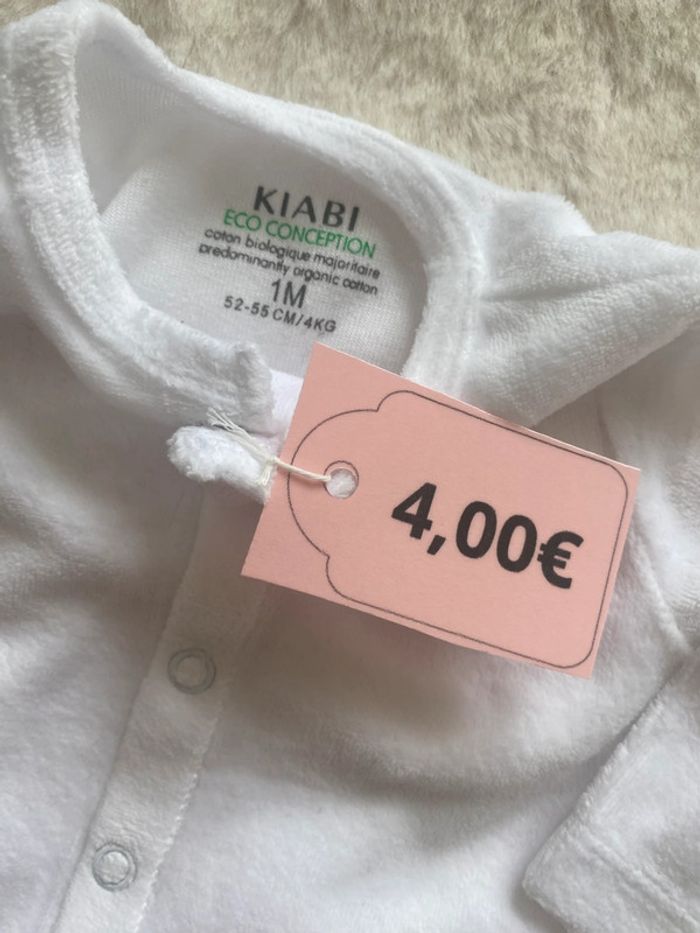 KIABI
ECO CONCEPTION
coton biologique majoritaire
predominantly organic cotton
1M
52-55 CM/4KG
4,00€